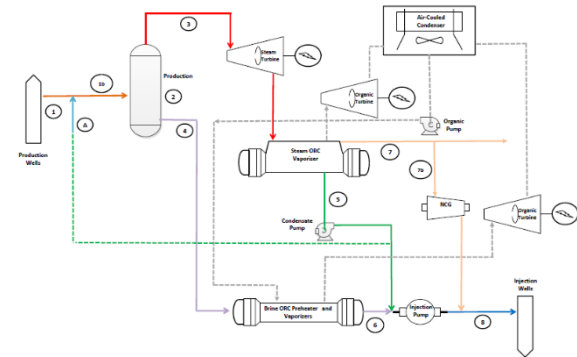 3
Air-Cooled
Condenser
Steam
Turbine
Production
1b
2
Organic
Turbine
1
A
4
Organic
Pump
Production
Wells
Steam ORC
Vaporizer
7
7a
5
NCG
Organic
Turbine
Condensate
Pump
Injection
Wells
Brine ORC Preheater and
Vaporizers
6
Injection
Pump
8